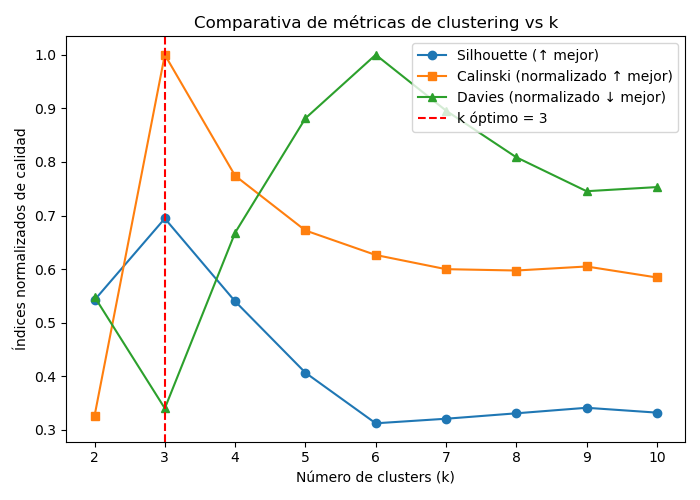 Comparativa de métricas de clustering vs k
Índices normalizados de calidad
1.0
0.9
0.8
0.7
0.6
0.5
0.4
0.3
Silhouette (↑ mejor)
Calinski (normalizado ↑ mejor)
Davies (normalizado ↓ mejor)
k óptimo = 3
2 3 4 5 6 7 8 9 10
Número de clusters (k)